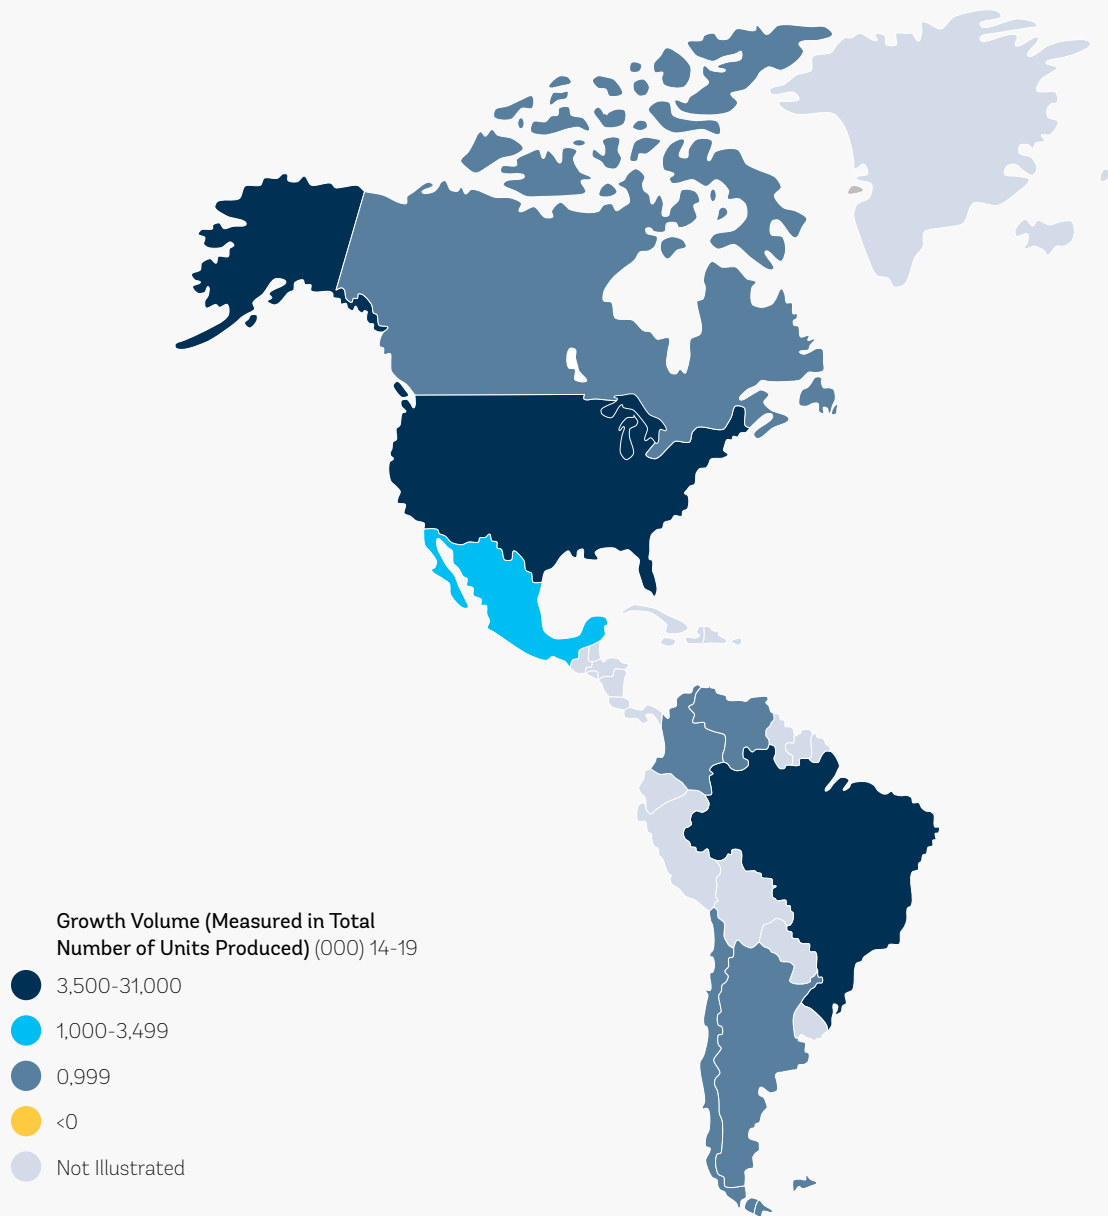 Growth Volume (Measured in Total
Number of Units Produced) (000) 14-19
3,500-31,000
1,000-3,499
0,999
<0
Not Illustrated